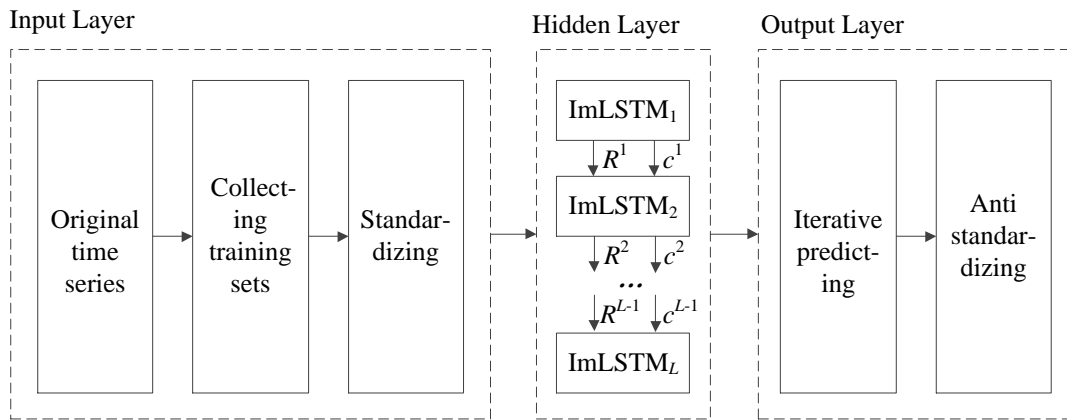 Input Layer
Original
time
series
Collect-
ing
training
sets
Standar-
dizing
Hidden Layer
ImLSTM₁
R¹ c¹
ImLSTM₂
R² c²
...
Rᴸ⁻¹ cᴸ⁻¹
ImLSTM_L
Output Layer
Iterative
predict-
ing
Anti
standar-
dizing